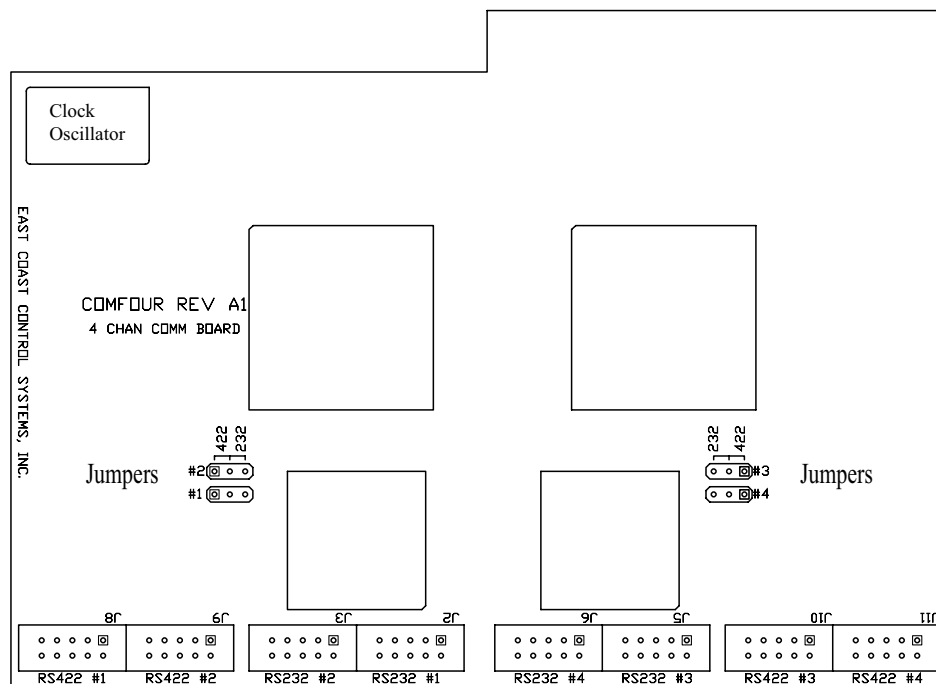 Clock
Oscillator
EAST COAST CONTROL SYSTEMS, INC.
COMFOUR REV A1
4 CHAN COMM BOARD
422
232
Jumpers
#2
#1
232
422
#3
#4
Jumpers
J8
J9
J3
J2
J6
J5
J10
J11
RS422 #1
RS422 #2
RS232 #2
RS232 #1
RS232 #4
RS232 #3
RS422 #3
RS422 #4